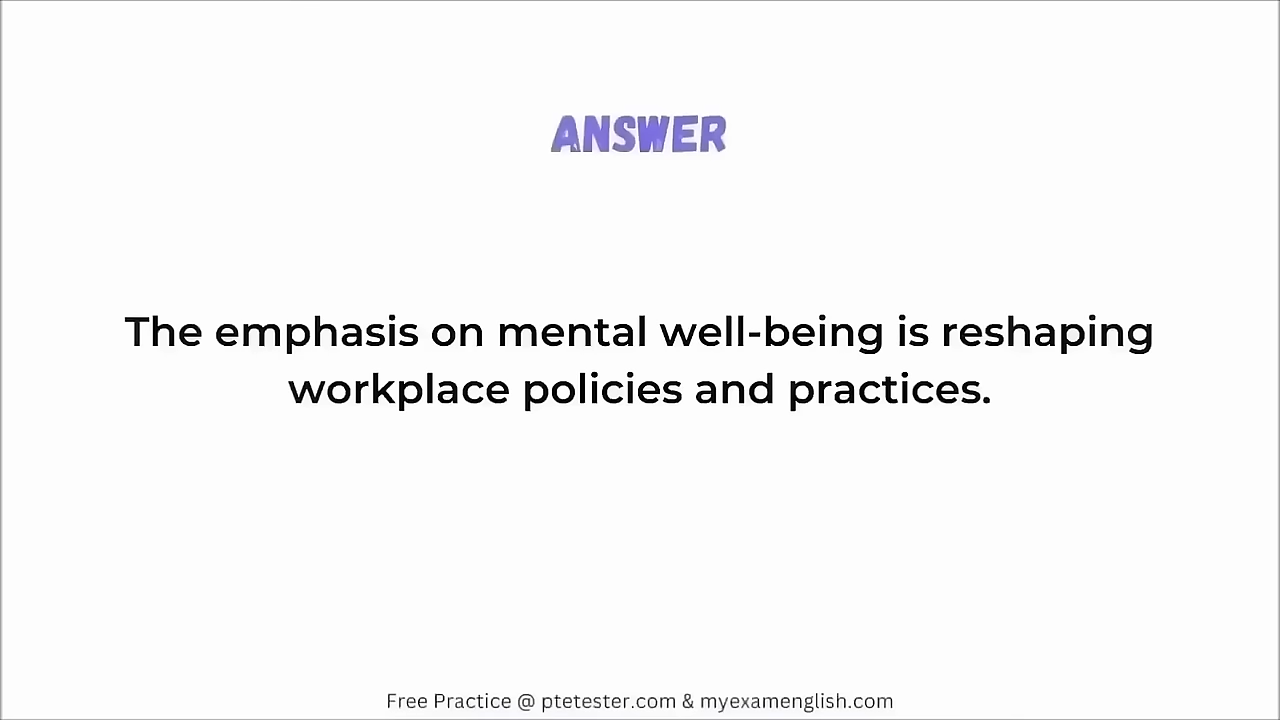 ANSWER
The emphasis on mental well-being is reshaping
workplace policies and practices.
Free Practice @ ptetester.com & myexamenglish.com